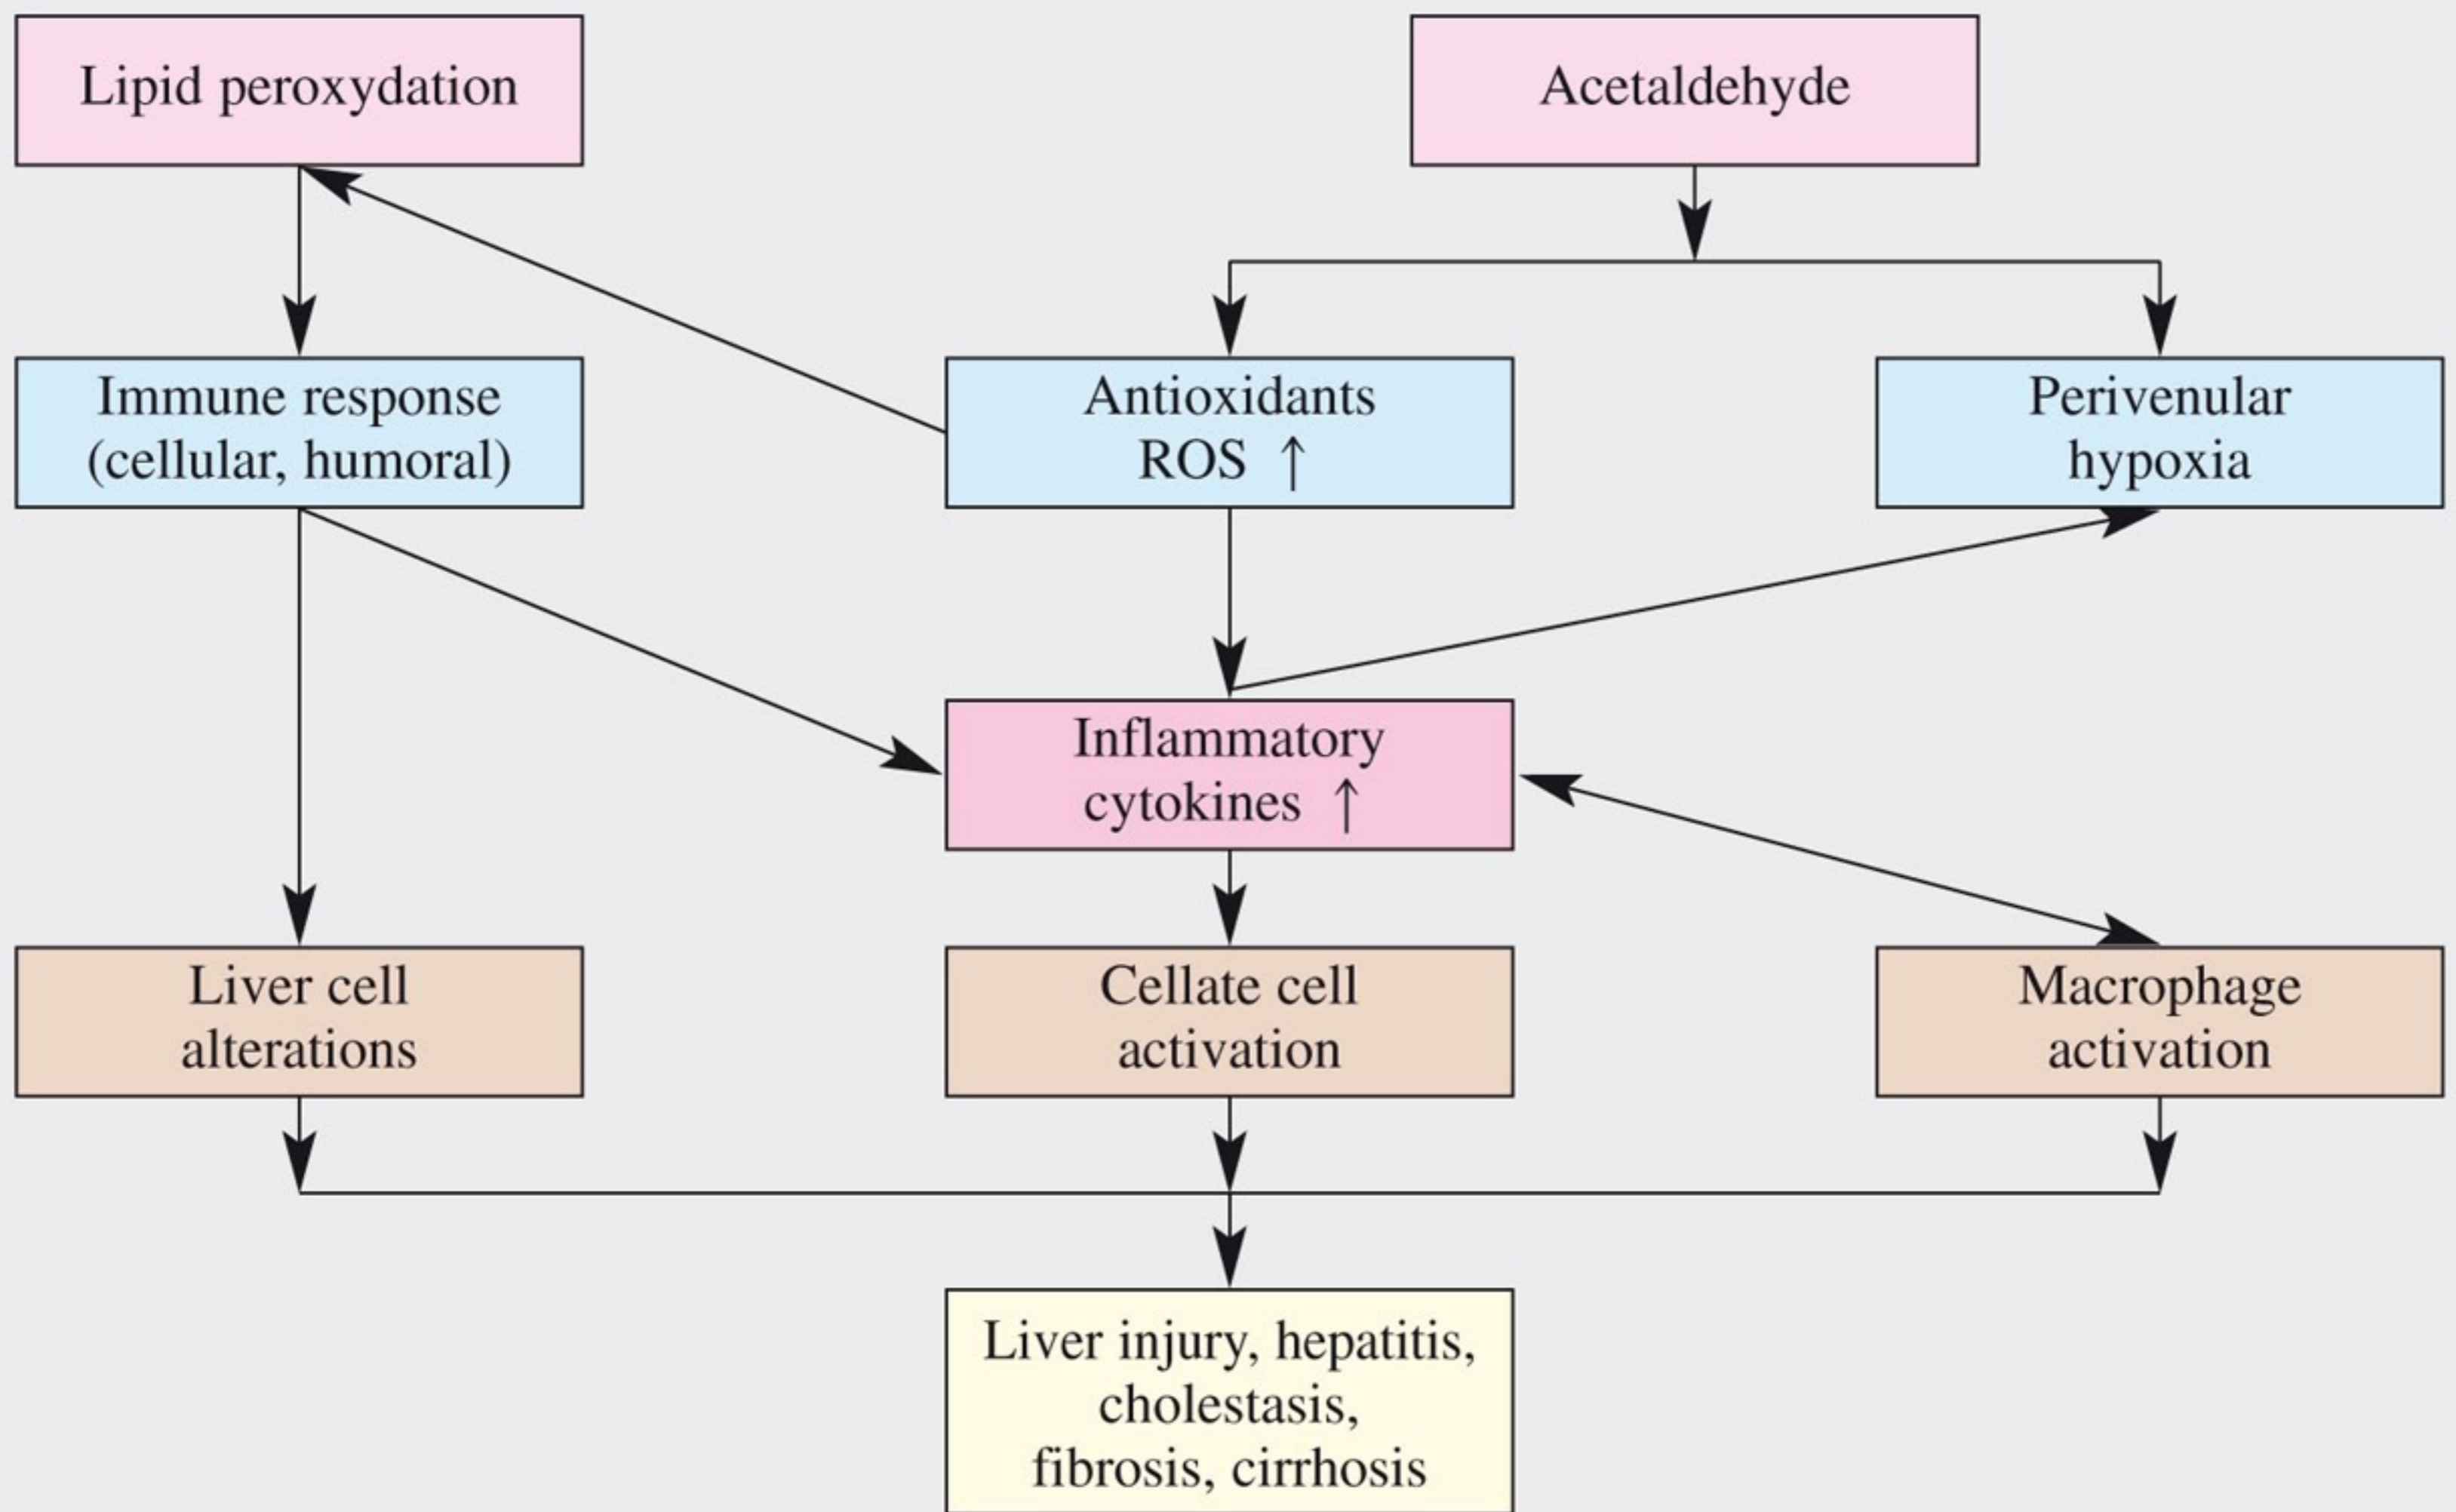 Lipid peroxydation
Acetaldehyde
Immune response
(cellular, humoral)
Antioxidants
ROS ↑
Perivenular
hypoxia
Inflammatory
cytokines ↑
Liver cell
alterations
Cellate cell
activation
Macrophage
activation
Liver injury, hepatitis,
cholestasis,
fibrosis, cirrhosis